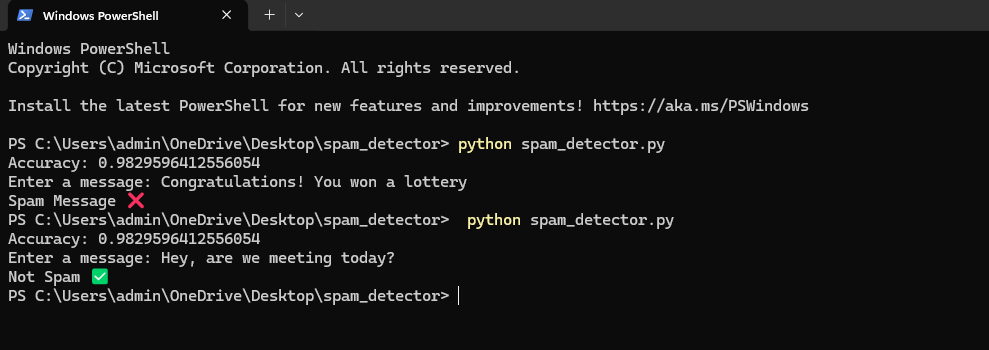 Windows PowerShell
Windows PowerShell
Copyright (C) Microsoft Corporation. All rights reserved.
Install the latest PowerShell for new features and improvements! https://aka.ms/PSWindows
PS C:\Users\admin\OneDrive\Desktop\spam_detector> python spam_detector.py
Accuracy: 0.9829596412556054
Enter a message: Congratulations! You won a lottery
Spam Message ❌
PS C:\Users\admin\OneDrive\Desktop\spam_detector>  python spam_detector.py
Accuracy: 0.9829596412556054
Enter a message: Hey, are we meeting today?
Not Spam ✅
PS C:\Users\admin\OneDrive\Desktop\spam_detector>